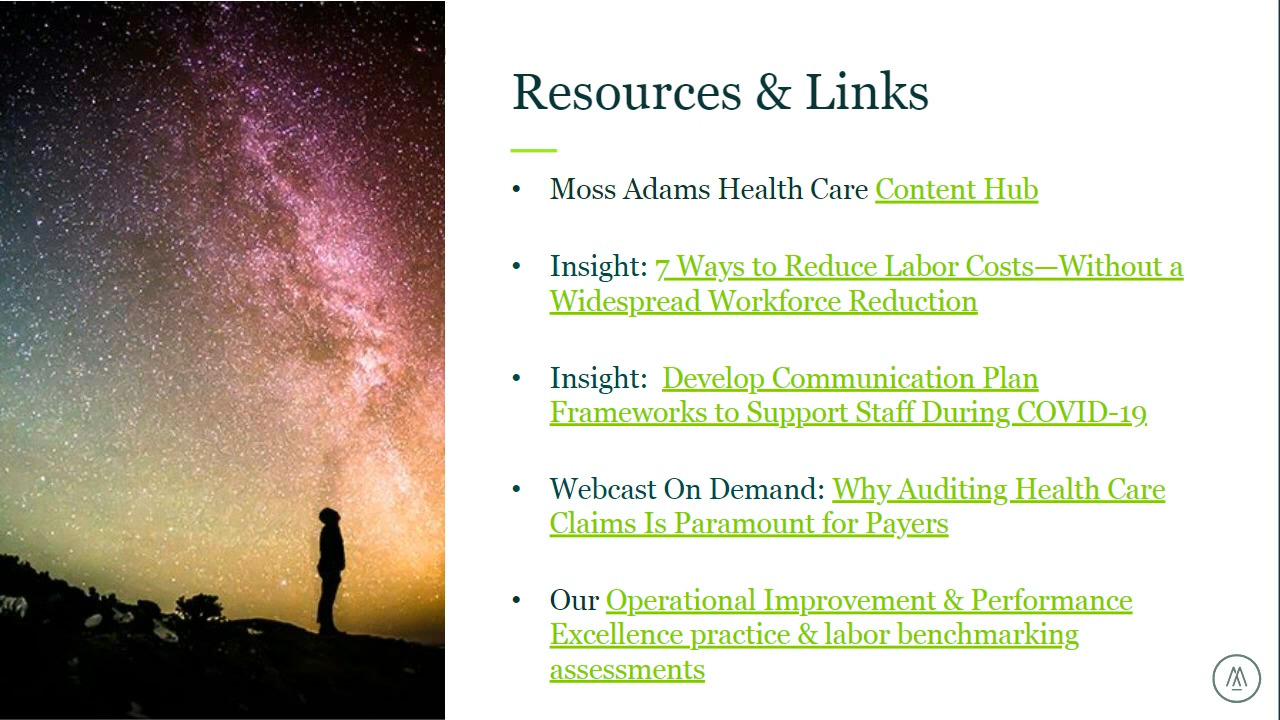 Resources & Links
• Moss Adams Health Care Content Hub
• Insight: 7 Ways to Reduce Labor Costs—Without a
Widespread Workforce Reduction
• Insight:  Develop Communication Plan
Frameworks to Support Staff During COVID-19
• Webcast On Demand: Why Auditing Health Care
Claims Is Paramount for Payers
• Our Operational Improvement & Performance
Excellence practice & labor benchmarking
assessments